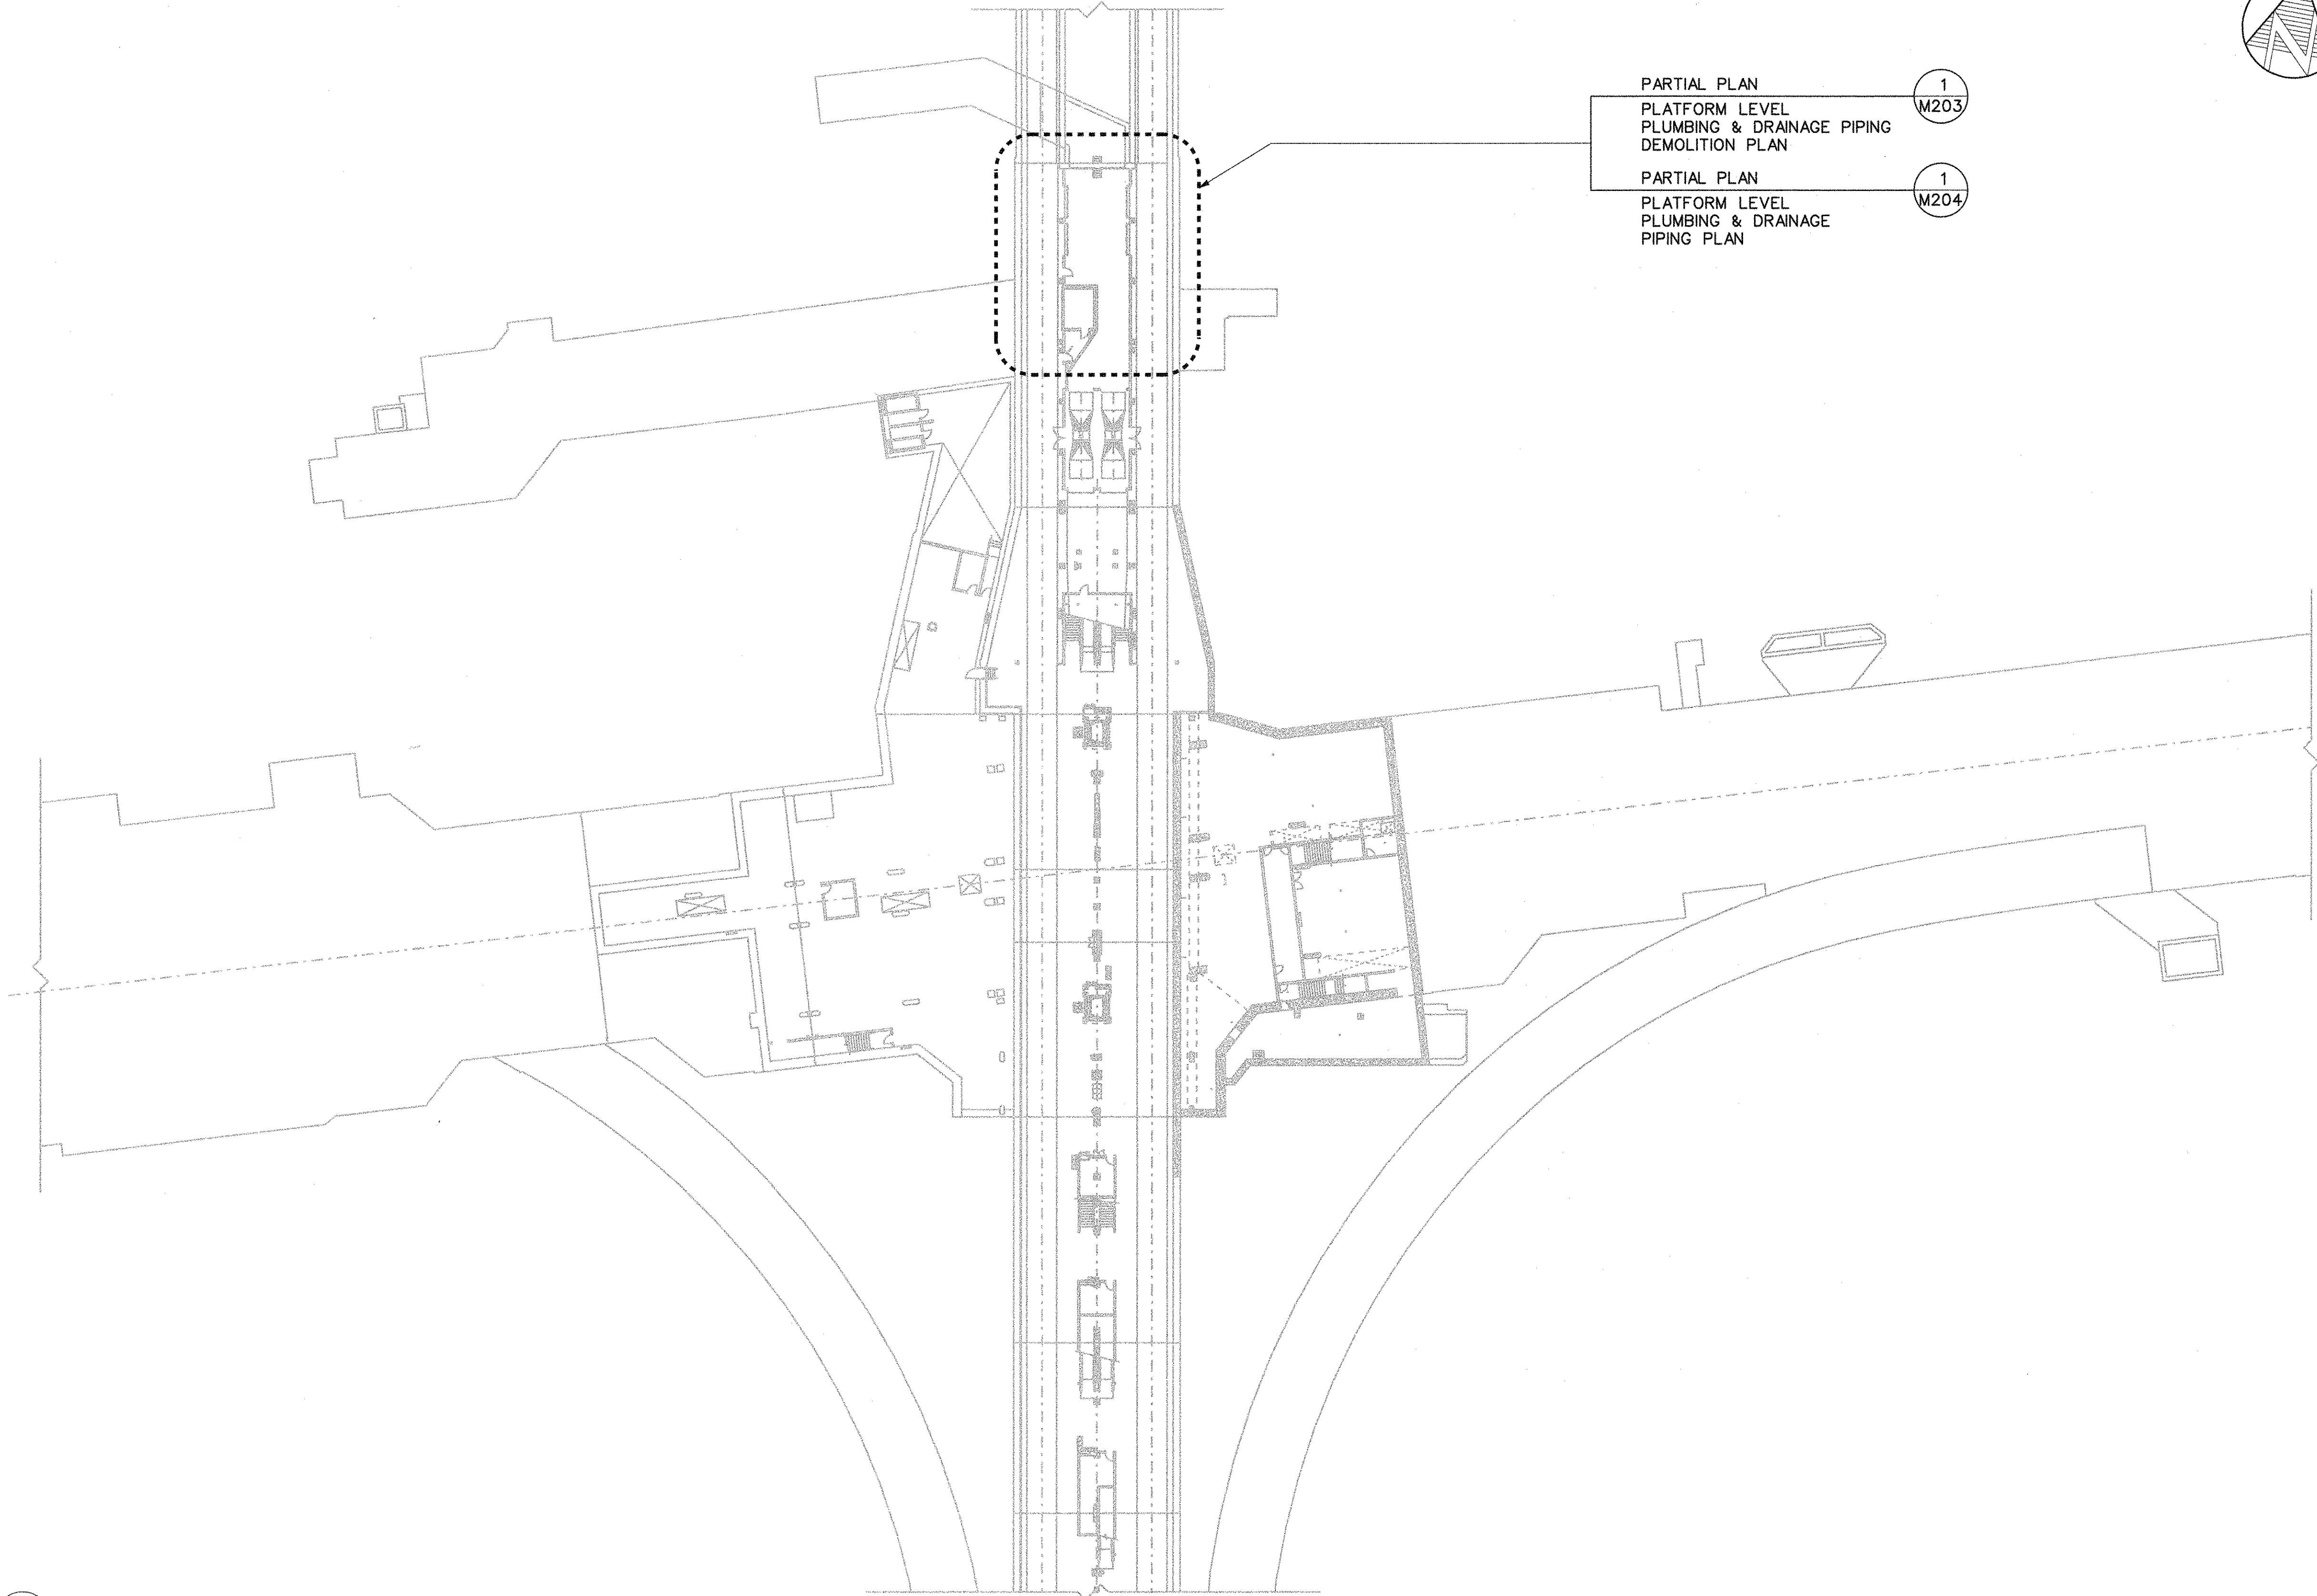 PARTIAL PLAN
1
M203
PLATFORM LEVEL
PLUMBING & DRAINAGE PIPING
DEMOLITION PLAN
PARTIAL PLAN
1
M204
PLATFORM LEVEL
PLUMBING & DRAINAGE
PIPING PLAN